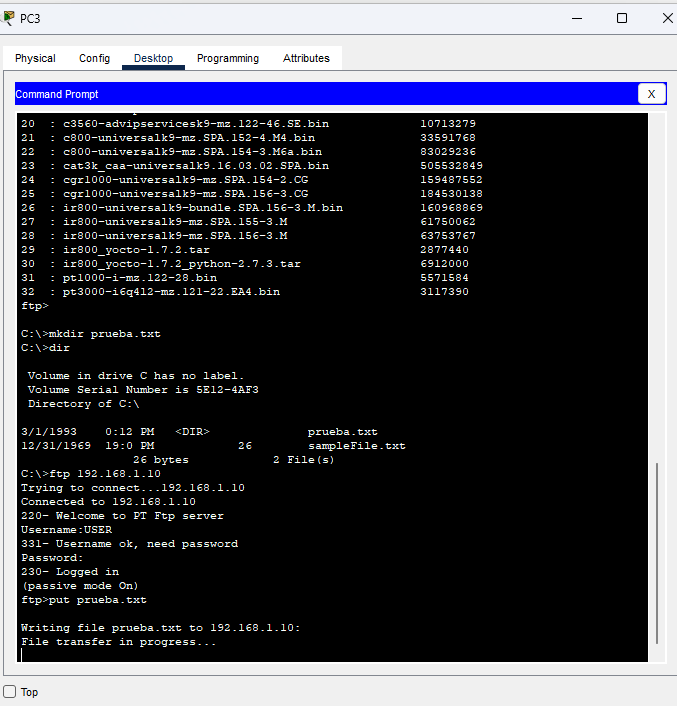 PC3
Physical Config Desktop Programming Attributes
Command Prompt X
20 : c3560-advipservicesk9-mz.122-46.SE.bin 10713279
21 : c800-universalk9-mz.SPA.152-4.M4.bin 33591768
22 : c800-universalk9-mz.SPA.154-3.M6a.bin 83029236
23 : cat3k_caa-universalk9.16.03.02.SPA.bin 505532849
24 : cgr1000-universalk9-mz.SPA.154-2.CG 159487552
25 : cgr1000-universalk9-mz.SPA.156-3.CG 184530138
26 : ir800-universalk9-bundle.SPA.156-3.M.bin 160968869
27 : ir800-universalk9-mz.SPA.155-3.M 61750062
28 : ir800-universalk9-mz.SPA.156-3.M 63753767
29 : ir800_yocto-1.7.2.tar 2877440
30 : ir800_yocto-1.7.2_python-2.7.3.tar 6912000
31 : pt1000-i-mz.122-28.bin 5571584
32 : pt3000-i6q4l2-mz.121-22.EA4.bin 3117390
ftp>
C:\>mkdir prueba.txt
C:\>dir
Volume in drive C has no label.
Volume Serial Number is 5E12-4AF3
Directory of C:\
3/1/1993 0:12 PM <DIR> prueba.txt
12/31/1969 19:0 PM 26 sampleFile.txt
26 bytes 2 File(s)
C:\>ftp 192.168.1.10
Trying to connect...192.168.1.10
Connected to 192.168.1.10
220- Welcome to PT Ftp server
Username:USER
331- Username ok, need password
Password:
230- Logged in
(passive mode On)
ftp>put prueba.txt
Writing file prueba.txt to 192.168.1.10:
File transfer in progress...
Top